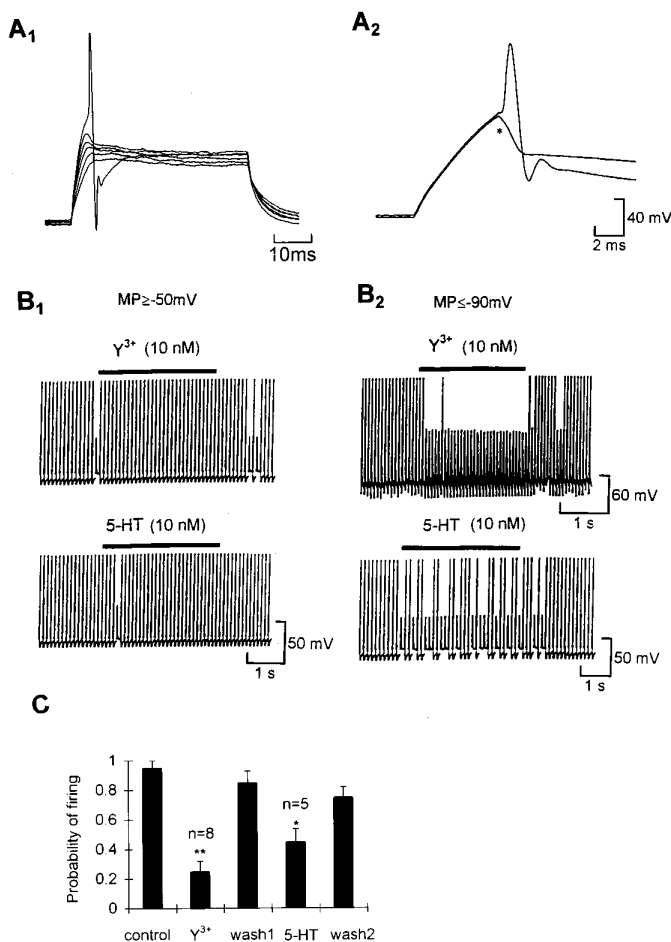 A₁
A₂
*
10ms
40 mV
2 ms
B₁
MP≥-50mV
B₂
MP≤-90mV
Y³⁺ (10 nM)
Y³⁺ (10 nM)
60 mV
1 s
5-HT (10 nM)
5-HT (10 nM)
50 mV
1 s
50 mV
1 s
C
Probability of firing
1
0.8
0.6
0.4
0.2
0
n=8
**
n=5
*
control Y³⁺ wash1 5-HT wash2